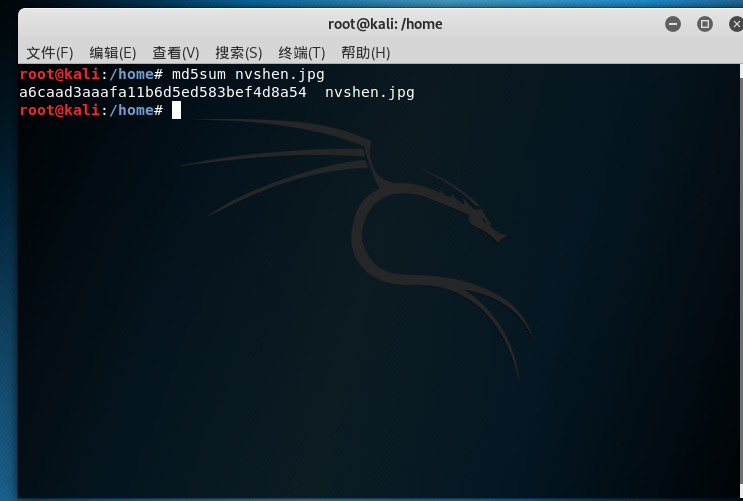 root@kali: /home
文件(F) 编辑(E) 查看(V) 搜索(S) 终端(T) 帮助(H)
root@kali:/home# md5sum nvshen.jpg
a6caad3aaafa11b6d5ed583bef4d8a54  nvshen.jpg
root@kali:/home#